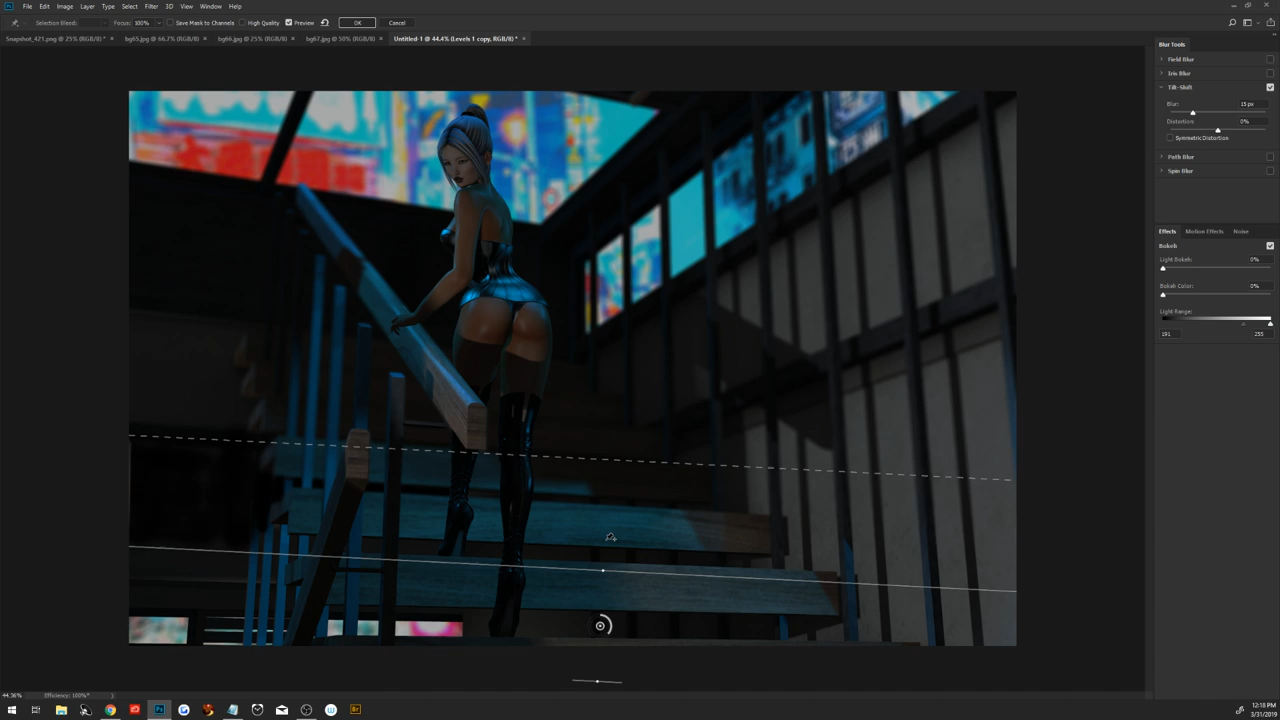 File Edit Image Layer Type Select Filter 3D View Window Help
Selection Bleed: Focus: 100% Save Mask to Channels High Quality Preview OK Cancel
Snapshot_421.png @ 25% (RGB/8) * × bg65.jpg @ 66.7% (RGB/8) × bg66.jpg @ 25% (RGB/8) × bg67.jpg @ 50% (RGB/8) × Untitled-1 @ 44.4% (Levels 1 copy, RGB/8) * ×
Blur Tools
Field Blur
Iris Blur
Tilt-Shift
Blur: 15 px
Distortion: 0%
Symmetric Distortion
Path Blur
Spin Blur
Effects Motion Effects Noise
Bokeh
Light Bokeh: 0%
Bokeh Color: 0%
Light Range:
191 255
44.36% Efficiency: 100%*
12:18 PM
3/31/2019